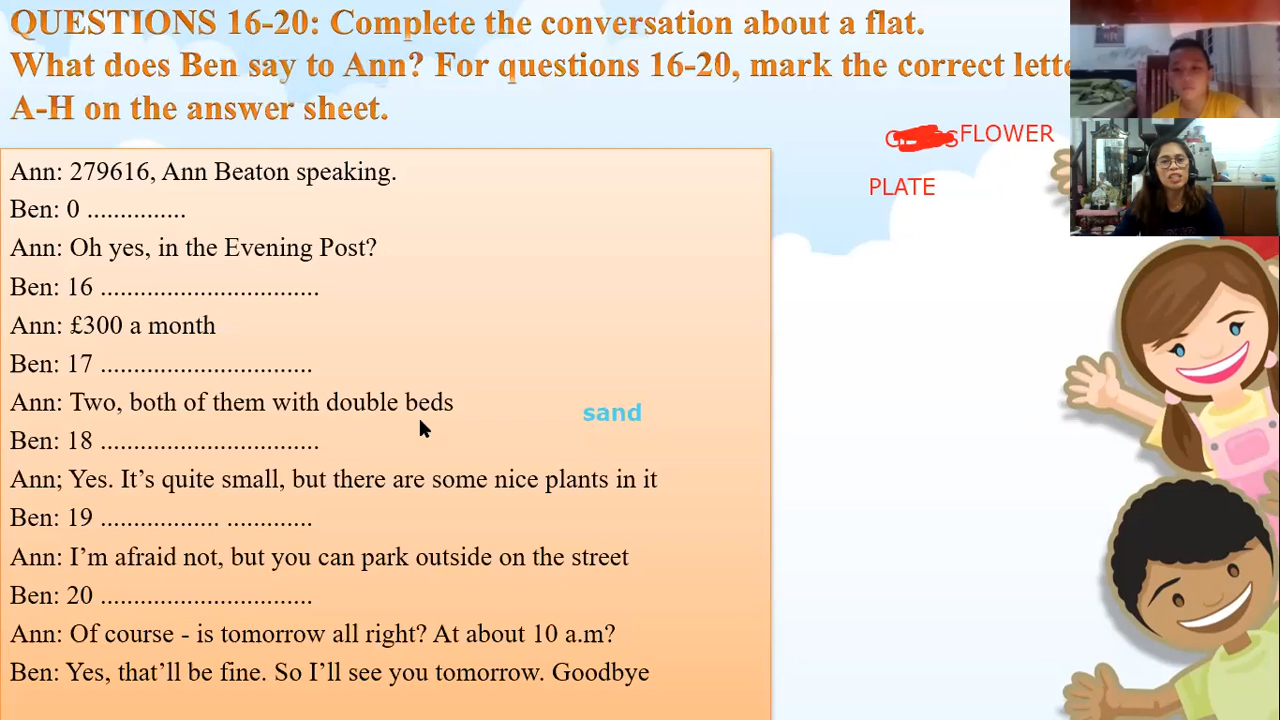 QUESTIONS 16-20: Complete the conversation about a flat.
What does Ben say to Ann? For questions 16-20, mark the correct lette
A-H on the answer sheet.
FLOWER
PLATE
Ann: 279616, Ann Beaton speaking.
Ben: 0 ...............
Ann: Oh yes, in the Evening Post?
Ben: 16 .................................
Ann: £300 a month
Ben: 17 ................................
Ann: Two, both of them with double beds
sand
Ben: 18 .................................
Ann; Yes. It’s quite small, but there are some nice plants in it
Ben: 19 .................. .............
Ann: I’m afraid not, but you can park outside on the street
Ben: 20 ................................
Ann: Of course - is tomorrow all right? At about 10 a.m?
Ben: Yes, that’ll be fine. So I’ll see you tomorrow. Goodbye